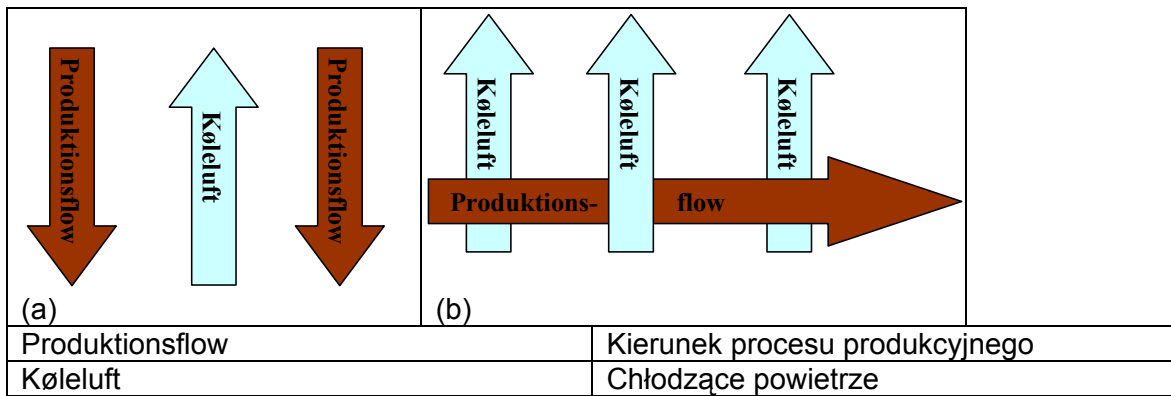 Produktionsflow
Køleluft
Produktionsflow
(a)
Køleluft
Køleluft
Køleluft
Produktions- flow
(b)
Produktionsflow Kierunek procesu produkcyjnego
Køleluft Chłodzące powietrze